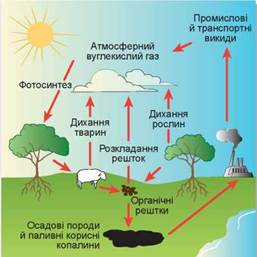 Промислові
й транспортні
викиди
Атмосферний
вуглекислий газ
Фотосинтез
Дихання
тварин
Дихання
рослин
Розкладання
решток
Органічні
рештки
Осадові породи
й паливні корисні
копалини